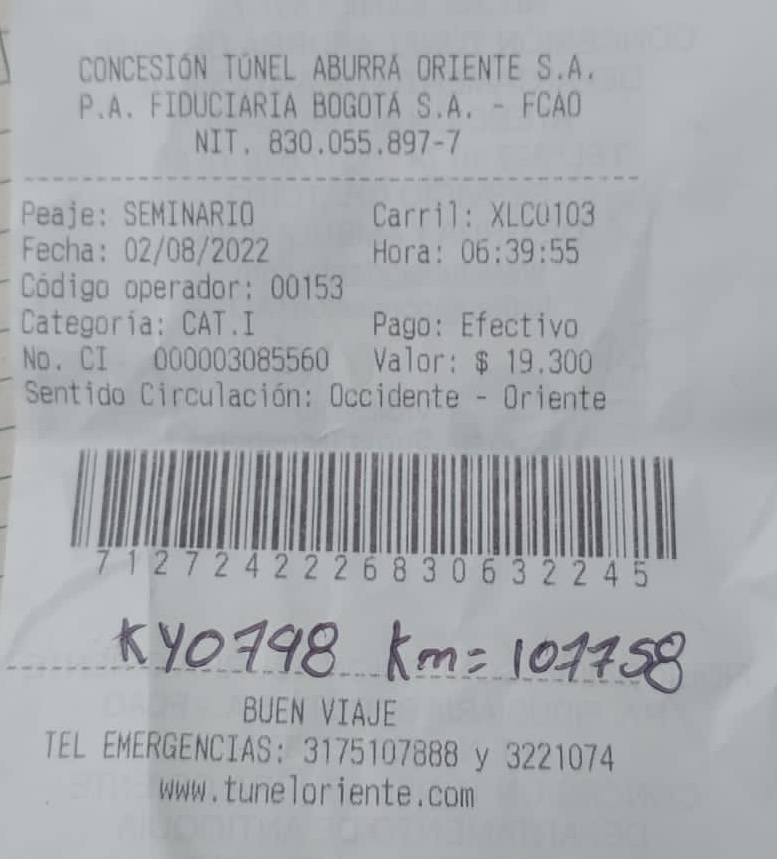 CONCESIÓN TÚNEL ABURRÁ ORIENTE S.A.
P.A. FIDUCIARIA BOGOTÁ S.A. - FCAO
NIT. 830.055.897-7
Peaje: SEMINARIO Carril: XLC0103
Fecha: 02/08/2022 Hora: 06:39:55
Código operador: 00153
Categoría: CAT.I Pago: Efectivo
No. CI 000003085560 Valor: $ 19.300
Sentido Circulación: Occidente - Oriente
7127242226830632245
KYO798 Km= 107758
BUEN VIAJE
TEL EMERGENCIAS: 3175107888 y 3221074
www.tuneloriente.com